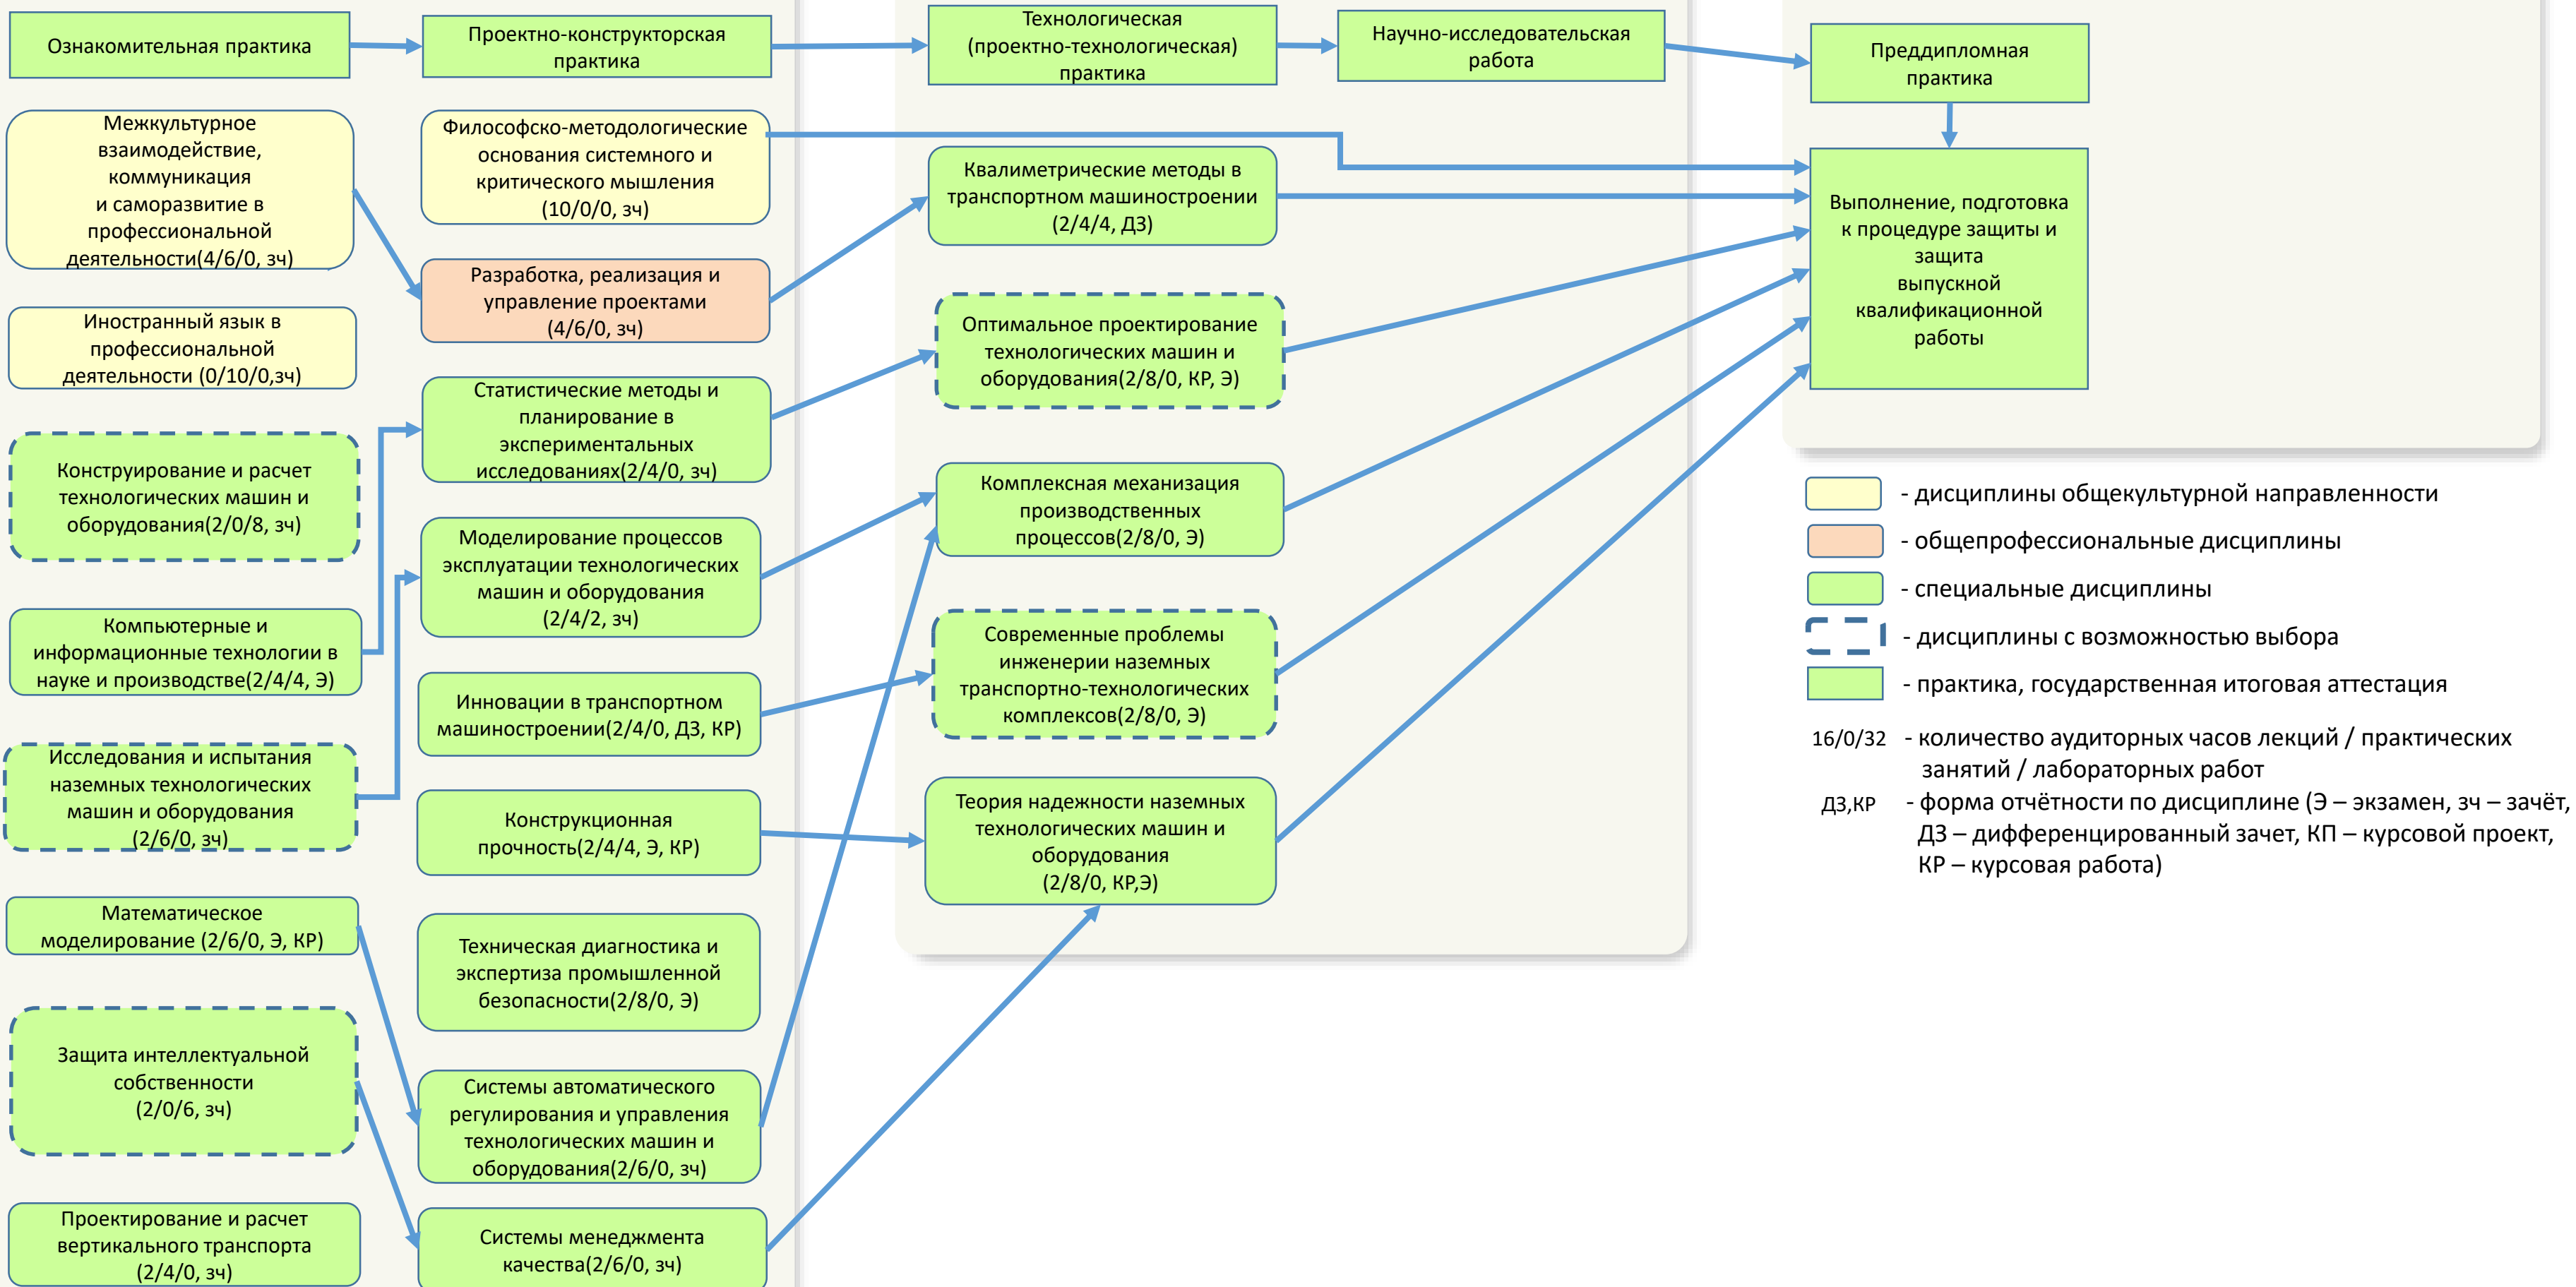 Ознакомительная практика
Проектно-конструкторская
практика
Технологическая
(проектно-технологическая)
практика
Научно-исследовательская
работа
Преддипломная
практика
Межкультурное
взаимодействие,
коммуникация
и саморазвитие в
профессиональной
деятельности(4/6/0, зч)
Иностранный язык в
профессиональной
деятельности (0/10/0,зч)
Конструирование и расчет
технологических машин и
оборудования(2/0/8, зч)
Компьютерные и
информационные технологии в
науке и производстве(2/4/4, Э)
Исследования и испытания
наземных технологических
машин и оборудования
(2/6/0, зч)
Математическое
моделирование (2/6/0, Э, КР)
Защита интеллектуальной
собственности
(2/0/6, зч)
Проектирование и расчет
вертикального транспорта
(2/4/0, зч)
Философско-методологические
основания системного и
критического мышления
(10/0/0, зч)
Разработка, реализация и
управление проектами
(4/6/0, зч)
Статистические методы и
планирование в
экспериментальных
исследованиях(2/4/0, зч)
Моделирование процессов
эксплуатации технологических
машин и оборудования
(2/4/2, зч)
Инновации в транспортном
машиностроении(2/4/0, ДЗ, КР)
Конструкционная
прочность(2/4/4, Э, КР)
Техническая диагностика и
экспертиза промышленной
безопасности(2/8/0, Э)
Системы автоматического
регулирования и управления
технологических машин и
оборудования(2/6/0, зч)
Системы менеджмента
качества(2/6/0, зч)
Квалиметрические методы в
транспортном машиностроении
(2/4/4, ДЗ)
Оптимальное проектирование
технологических машин и
оборудования(2/8/0, КР, Э)
Комплексная механизация
производственных
процессов(2/8/0, Э)
Современные проблемы
инженерии наземных
транспортно-технологических
комплексов(2/8/0, Э)
Теория надежности наземных
технологических машин и
оборудования
(2/8/0, КР,Э)
Выполнение, подготовка
к процедуре защиты и
защита
выпускной
квалификационной
работы
- дисциплины общекультурной направленности
- общепрофессиональные дисциплины
- специальные дисциплины
- дисциплины с возможностью выбора
- практика, государственная итоговая аттестация
16/0/32 - количество аудиторных часов лекций / практических
занятий / лабораторных работ
ДЗ,КР - форма отчётности по дисциплине (Э – экзамен, зч – зачёт,
ДЗ – дифференцированный зачет, КП – курсовой проект,
КР – курсовая работа)